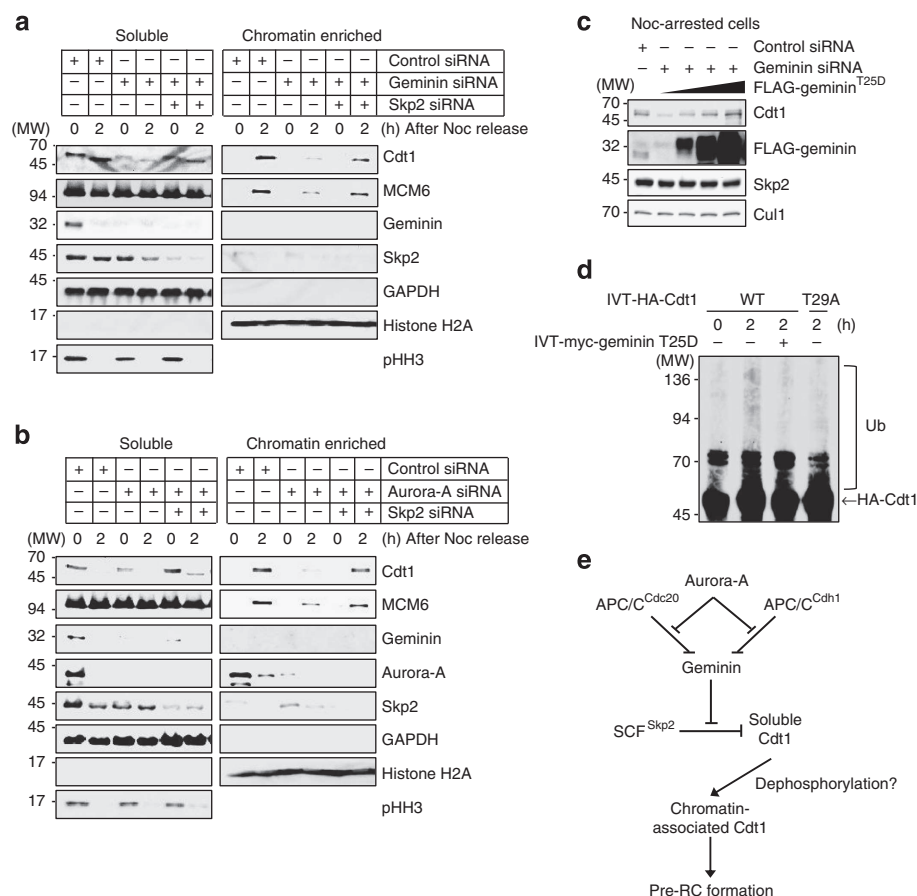 a
Soluble
Chromatin enriched
+ + – – – – + + – – – – Control siRNA
– – + + + + – – + + + + Geminin siRNA
– – – – + + – – – – + + Skp2 siRNA
(MW) 0 2 0 2 0 2 0 2 0 2 0 2 (h) After Noc release
70
45
Cdt1
94
MCM6
32
Geminin
45
Skp2
45
GAPDH
17
Histone H2A
17
pHH3
b
Soluble
Chromatin enriched
+ + – – – – + + – – – – Control siRNA
– – + + + + – – + + + + Aurora-A siRNA
– – – – + + – – – – + + Skp2 siRNA
(MW) 0 2 0 2 0 2 0 2 0 2 0 2 (h) After Noc release
70
45
Cdt1
94
MCM6
32
Geminin
45
Aurora-A
45
Skp2
45
GAPDH
17
Histone H2A
17
pHH3
c
Noc-arrested cells
+ – – – – Control siRNA
– + + + + Geminin siRNA
– FLAG-geminin T25D
(MW)
70
45
Cdt1
32
FLAG-geminin
45
Skp2
70
Cul1
d
IVT-HA-Cdt1 WT T29A
0 2 2 2 (h)
IVT-myc-geminin T25D – – + –
(MW)
136
94
70
45
Ub
←HA-Cdt1
e
Aurora-A
APC/C Cdc20
APC/C Cdh1
Geminin
SCF Skp2
Soluble
Cdt1
Dephosphorylation?
Chromatin-
associated Cdt1
Pre-RC formation